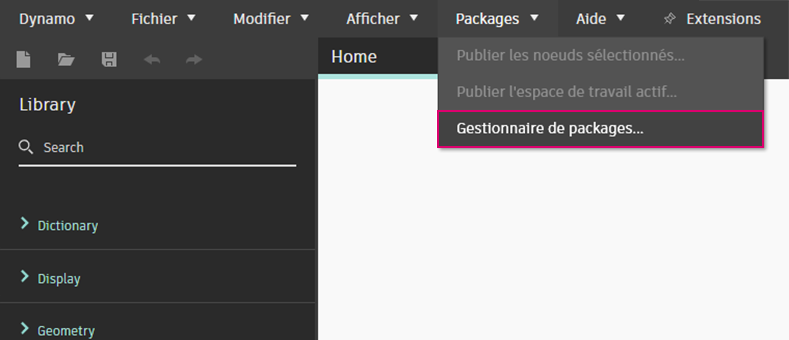 Dynamo Fichier Modifier Afficher Packages Aide Extensions
Home
Publier les noeuds sélectionnés...
Publier l'espace de travail actif...
Gestionnaire de packages...
Library
Search
Dictionary
Display
Geometry